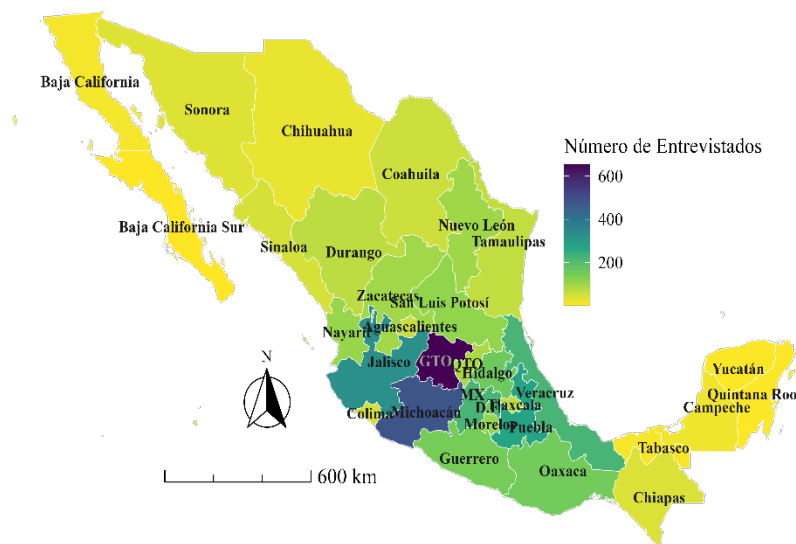 Baja California
Sonora
Chihuahua
Coahuila
Número de Entrevistados
600
400
200
Nuevo León
Tamaulipas
Baja California Sur
Sinaloa
Durango
Zacatecas
San Luis Potosí
Aguascalientes
Nayarit
Jalisco
GTO
QTO
Hidalgo
N
Yucatán
Quintana Roo
Campeche
Colima
Michoacán
MX
D.F
Tlaxcala
Veracruz
Morelos
Puebla
Tabasco
Guerrero
Oaxaca
Chiapas
600 km